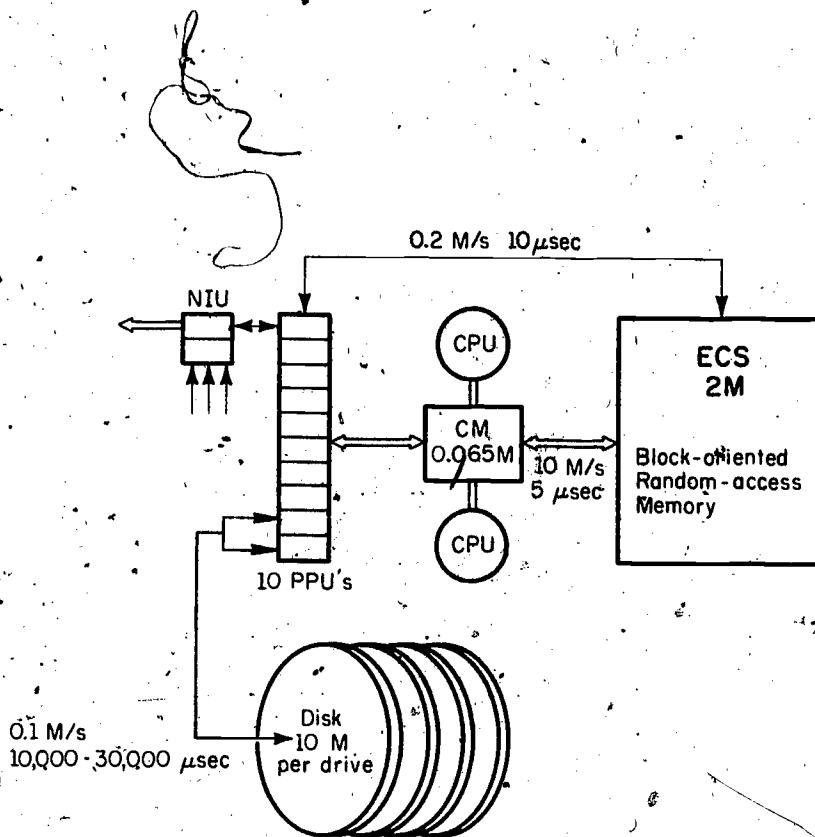 0.2 M/s 10 μsec
NIU
CPU
ECS
2M
CM
0.065M
10 M/s
5 μsec
Block-oriented
Random-access
Memory
CPU
10 PPU's
Disk
10 M
per drive
0.1 M/s
10,000-30,000 μsec